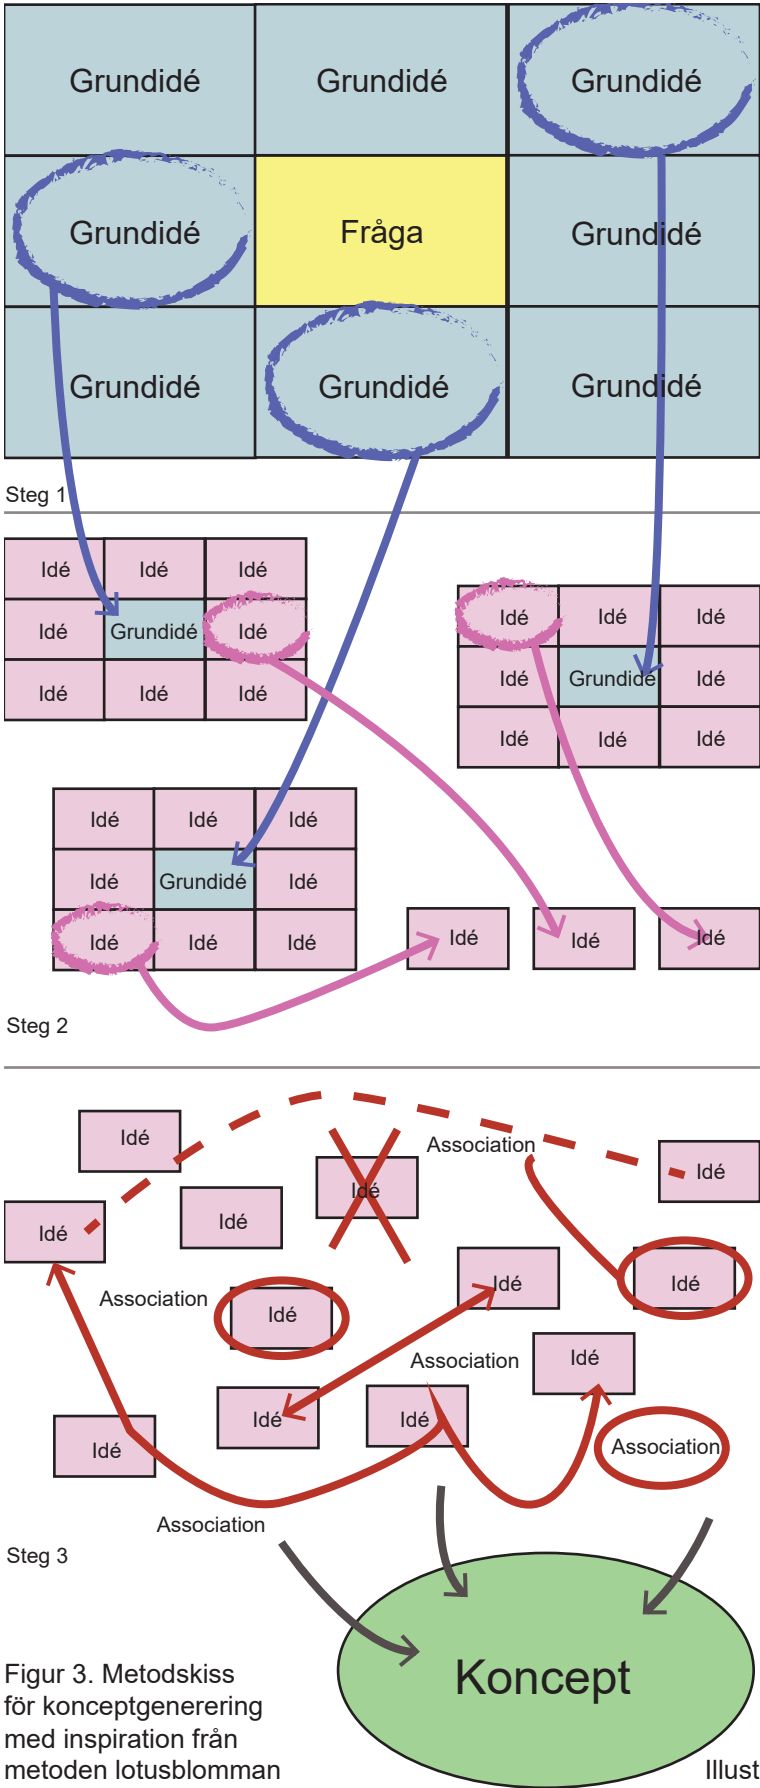 Grundidé
Grundidé
Grundidé
Grundidé
Fråga
Grundidé
Grundidé
Grundidé
Grundidé
Steg 1
Idé
Idé
Idé
Idé
Grundidé
Idé
Idé
Idé
Idé
Idé
Idé
Idé
Idé
Grundidé
Idé
Idé
Idé
Idé
Idé
Idé
Idé
Idé
Grundidé
Idé
Idé
Idé
Idé
Idé
Idé
Idé
Steg 2
Idé
Association
Idé
Idé
Idé
Idé
Idé
Association
Idé
Idé
Association
Idé
Idé
Idé
Idé
Association
Idé
Association
Steg 3
Koncept
Figur 3. Metodskiss
för konceptgenerering
med inspiration från
metoden lotusblomman
Illust